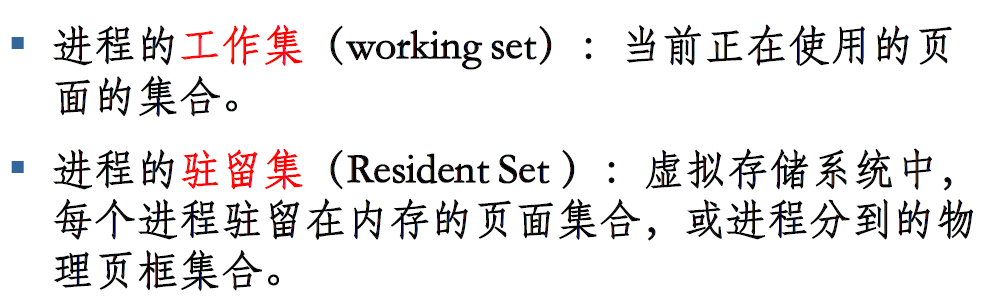 ▪ 进程的工作集（working set）：当前正在使用的页
面的集合。
▪ 进程的驻留集（Resident Set ）：虚拟存储系统中，
每个进程驻留在内存的页面集合，或进程分到的物
理页框集合。